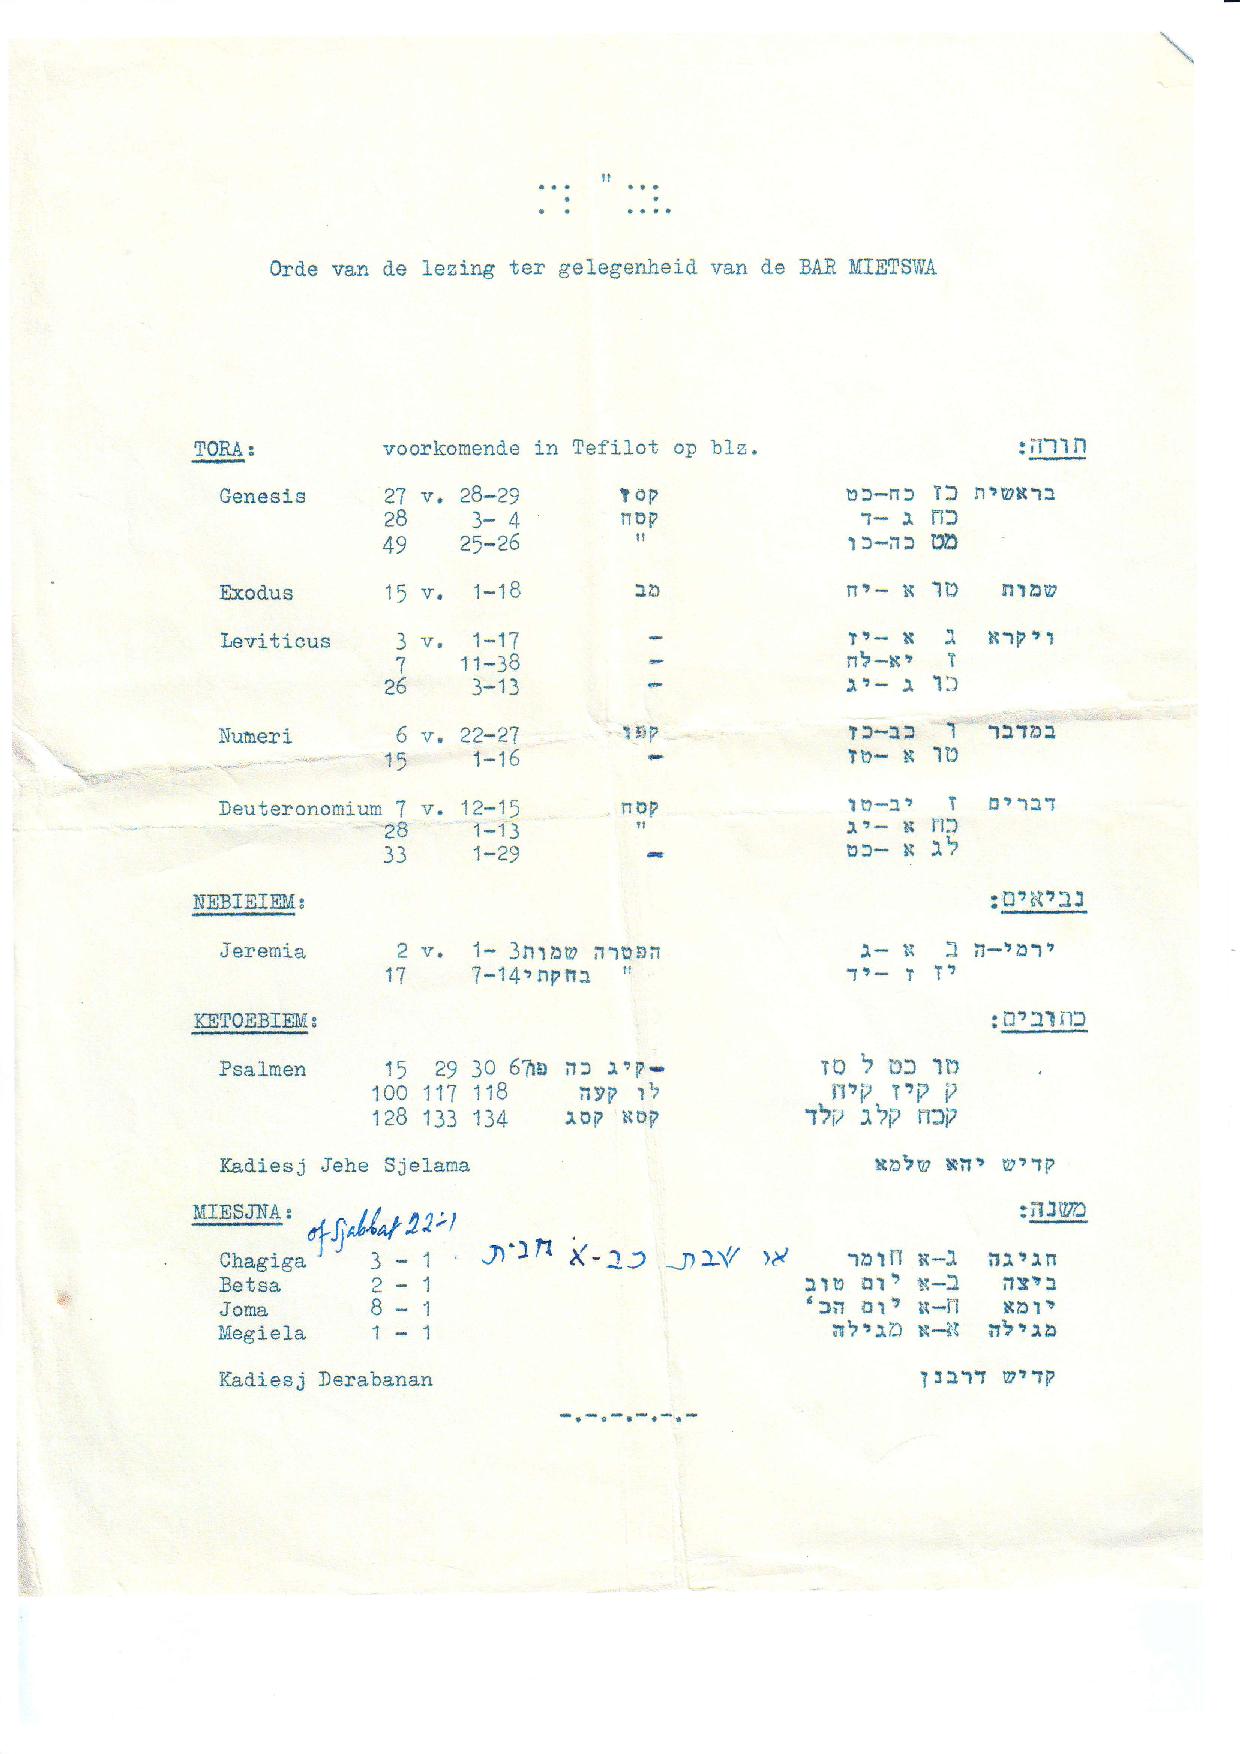 ב"ה
Orde van de lezing ter gelegenheid van de BAR MIETSWA
TORA: voorkomende in Tefilot op blz. תורה:
Genesis 27 v. 28-29 קסז בראשית כז כח-כט
28 3- 4 קסח כח ג -ד
49 25-26 " מט כה-כו
Exodus 15 v. 1-18 מב שמות טו א -יח
Leviticus 3 v. 1-17 - ויקרא ג א -יז
7 11-38 - ז יא-לח
26 3-13 - כו ג -יג
Numeri 6 v. 22-27 קפו במדבר ו כב-כז
15 1-16 - טו א -טז
Deuteronomium 7 v. 12-15 קסח דברים ז יב-טו
28 1-13 " כח א -יג
33 1-29 - לג א -כט
NEBIEIEM: נביאים:
Jeremia 2 v. 1- 3 הפטרה שמות ירמי-ה ב א -ג
17 7-14 " בחקתי יז ז -יד
KETOEBIEM: כתובים:
Psalmen 15 29 30 67 -קיג כה פח טו כט ל סז
100 117 118 לו קעה ק קיז קיח
128 133 134 קסא קסג קכח קלג קלד
Kadiesj Jehe Sjelama קדיש יהא שלמא
MIESJNA: משנה:
of Sjabbat 22-1
Chagiga 3 - 1 או שבת כב-א חבית חגיגה ג-א חומר
Betsa 2 - 1 ביצה ב-א יום טוב
Joma 8 - 1 יומא ח-א יום הכ'
Megiela 1 - 1 מגילה א-א מגילה
Kadiesj Derabanan קדיש דרבנן
-.-.-.-.-.-